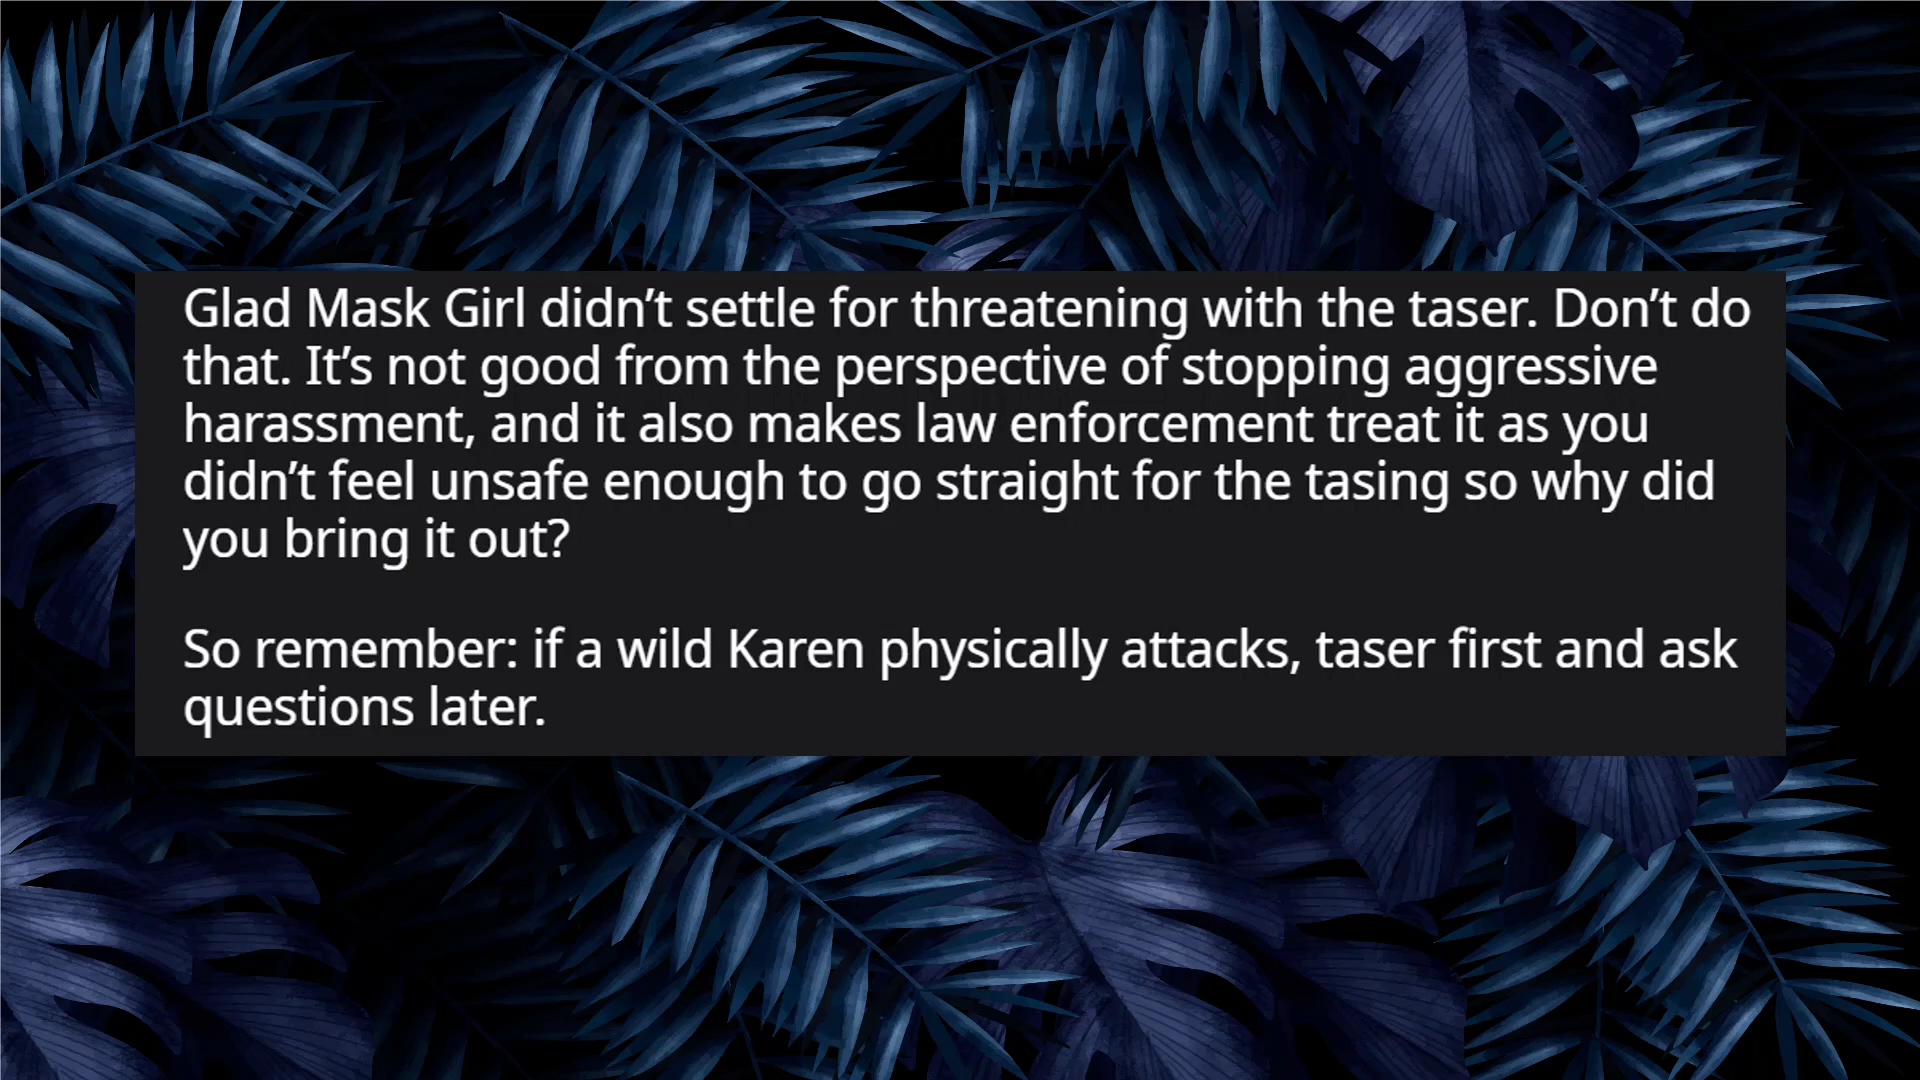 Glad Mask Girl didn’t settle for threatening with the taser. Don’t do
that. It’s not good from the perspective of stopping aggressive
harassment, and it also makes law enforcement treat it as you
didn’t feel unsafe enough to go straight for the tasing so why did
you bring it out?
So remember: if a wild Karen physically attacks, taser first and ask
questions later.